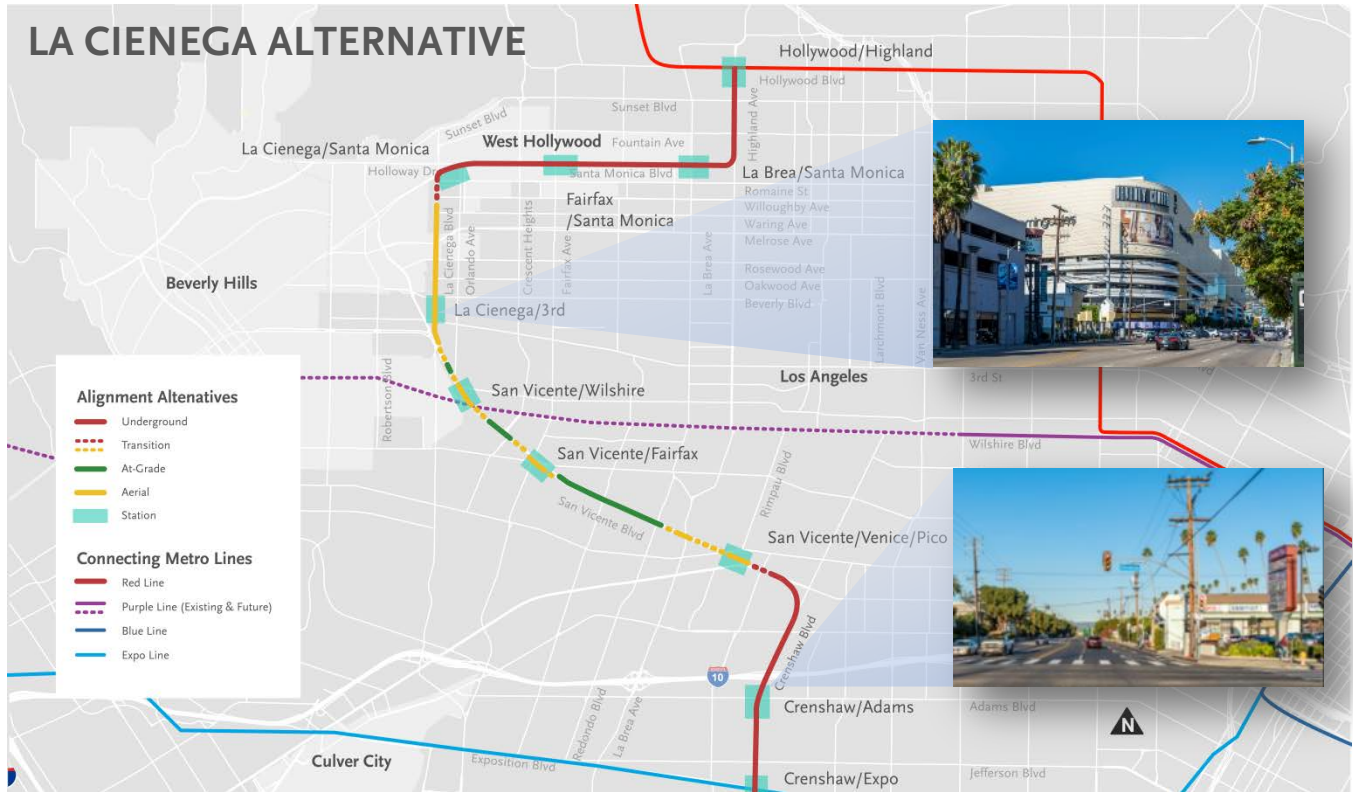 LA CIENEGA ALTERNATIVE
Hollywood/Highland
Hollywood Blvd
Sunset Blvd
Sunset Blvd
Highland Ave
West Hollywood
Fountain Ave
La Cienega/Santa Monica
Holloway Dr
Santa Monica Blvd
La Brea/Santa Monica
Fairfax
/Santa Monica
Romaine St
Willoughby Ave
Waring Ave
Melrose Ave
La Cienega Blvd
Orlando Ave
Crescent Heights
Fairfax Ave
La Brea Ave
Rosewood Ave
Oakwood Ave
Beverly Blvd
Larchmont Blvd
Van Ness Ave
Beverly Hills
La Cienega/3rd
Los Angeles
3rd St
San Vicente/Wilshire
Robertson Blvd
Wilshire Blvd
San Vicente/Fairfax
Rimpau Blvd
San Vicente Blvd
San Vicente/Venice/Pico
Crenshaw Blvd
10
Crenshaw/Adams
Adams Blvd
Redondo Blvd
La Brea Ave
N
Culver City
Exposition Blvd
Crenshaw/Expo
Jefferson Blvd
Alignment Altenatives
Underground
Transition
At-Grade
Aerial
Station
Connecting Metro Lines
Red Line
Purple Line (Existing & Future)
Blue Line
Expo Line